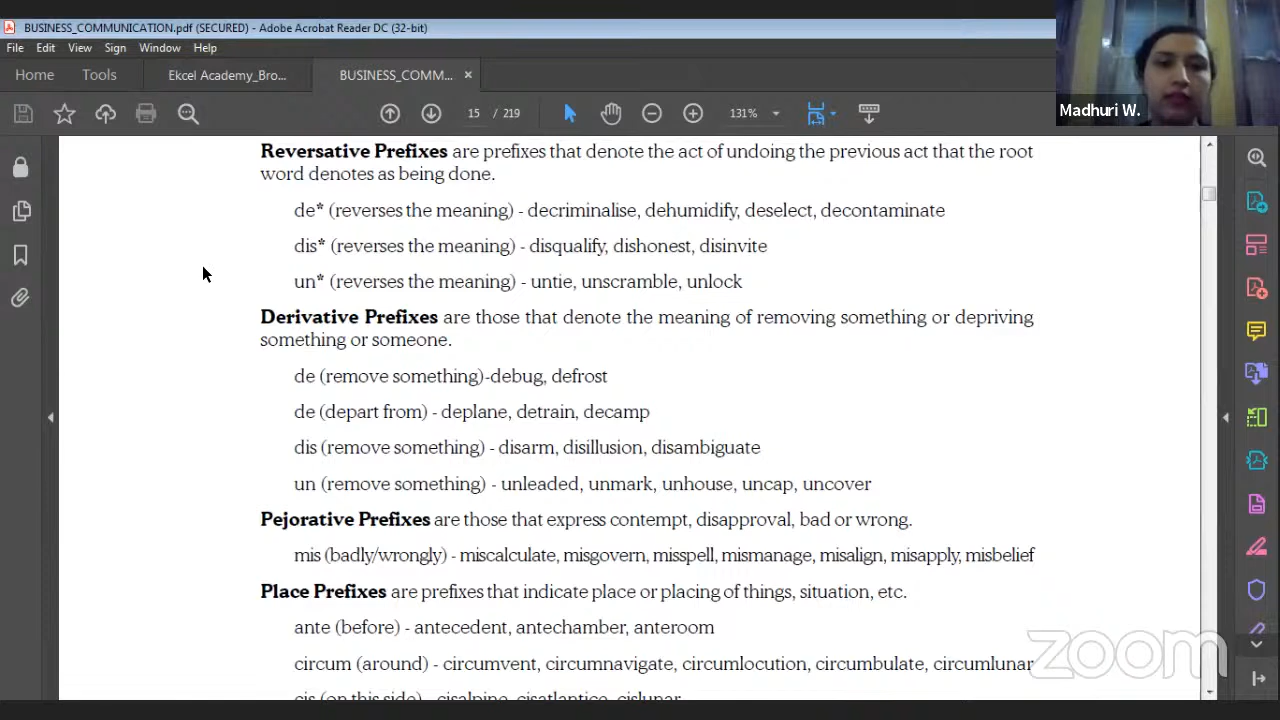 BUSINESS_COMMUNICATION.pdf (SECURED) - Adobe Acrobat Reader DC (32-bit)
File Edit View Sign Window Help
Home Tools Ekcel Academy_Bro... BUSINESS_COMM... ×
15 / 219 131%
Madhuri W.
Reversative Prefixes are prefixes that denote the act of undoing the previous act that the root
word denotes as being done.
de* (reverses the meaning) - decriminalise, dehumidify, deselect, decontaminate
dis* (reverses the meaning) - disqualify, dishonest, disinvite
un* (reverses the meaning) - untie, unscramble, unlock
Derivative Prefixes are those that denote the meaning of removing something or depriving
something or someone.
de (remove something)-debug, defrost
de (depart from) - deplane, detrain, decamp
dis (remove something) - disarm, disillusion, disambiguate
un (remove something) - unleaded, unmark, unhouse, uncap, uncover
Pejorative Prefixes are those that express contempt, disapproval, bad or wrong.
mis (badly/wrongly) - miscalculate, misgovern, misspell, mismanage, misalign, misapply, misbelief
Place Prefixes are prefixes that indicate place or placing of things, situation, etc.
ante (before) - antecedent, antechamber, anteroom
circum (around) - circumvent, circumnavigate, circumlocution, circumbulate, circumlunar
cis (on this side) - cisalpine, cisatlantice, cislunar
zoom